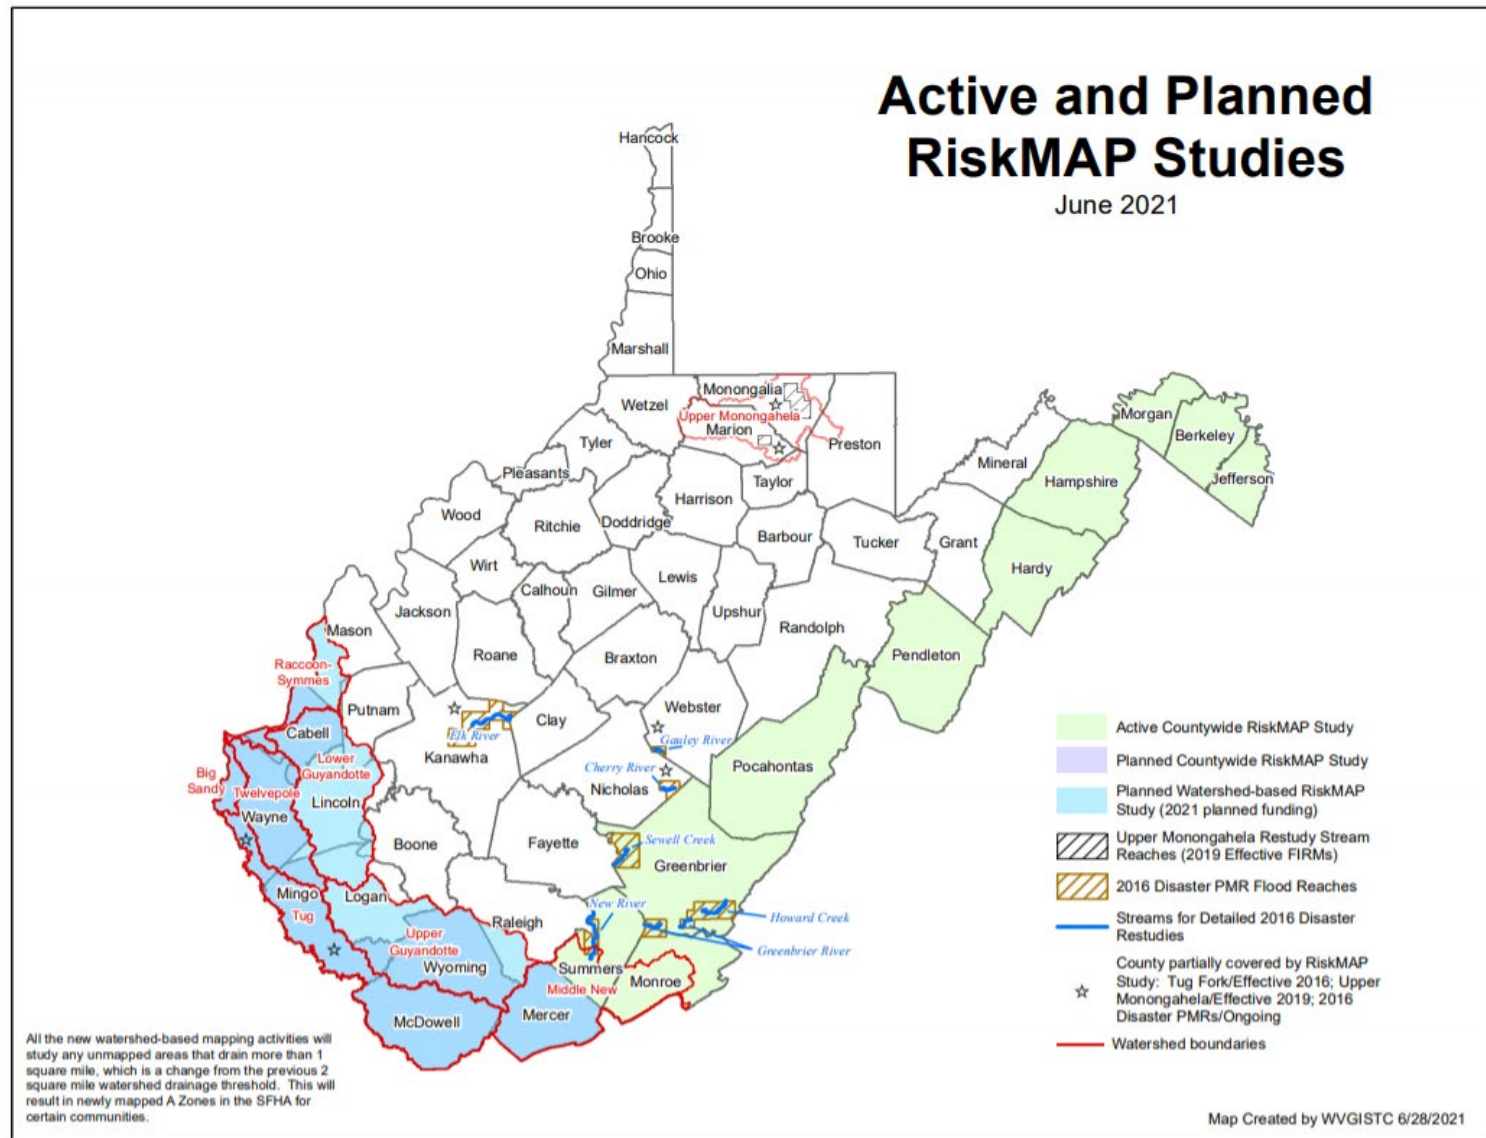 Active and Planned
RiskMAP Studies
June 2021
Hancock
Brooke
Ohio
Marshall
Monongalia
Wetzel
Upper Monongahela
Marion
Preston
Tyler
Pleasants
Taylor
Harrison
Wood
Ritchie
Doddridge
Barbour
Tucker
Grant
Mineral
Morgan
Berkeley
Jefferson
Hampshire
Hardy
Wirt
Calhoun
Gilmer
Lewis
Upshur
Jackson
Mason
Randolph
Roane
Braxton
Pendleton
Raccoon-
Symmes
Putnam
Clay
Webster
Elk River
Gauley River
Cabell
Kanawha
Cherry River
Pocahontas
Lower
Guyandotte
Big
Sandy
Twelvepole
Lincoln
Nicholas
Wayne
Boone
Fayette
Sewell Creek
Greenbrier
Mingo
Logan
Tug
New River
Howard Creek
Raleigh
Upper
Guyandotte
Greenbrier River
Wyoming
Summers
Monroe
Middle New
McDowell
Mercer
Active Countywide RiskMAP Study
Planned Countywide RiskMAP Study
Planned Watershed-based RiskMAP
Study (2021 planned funding)
Upper Monongahela Restudy Stream
Reaches (2019 Effective FIRMs)
2016 Disaster PMR Flood Reaches
Streams for Detailed 2016 Disaster
Restudies
County partially covered by RiskMAP
Study: Tug Fork/Effective 2016; Upper
Monongahela/Effective 2019; 2016
Disaster PMRs/Ongoing
Watershed boundaries
All the new watershed-based mapping activities will
study any unmapped areas that drain more than 1
square mile, which is a change from the previous 2
square mile watershed drainage threshold. This will
result in newly mapped A Zones in the SFHA for
certain communities.
Map Created by WVGISTC 6/28/2021